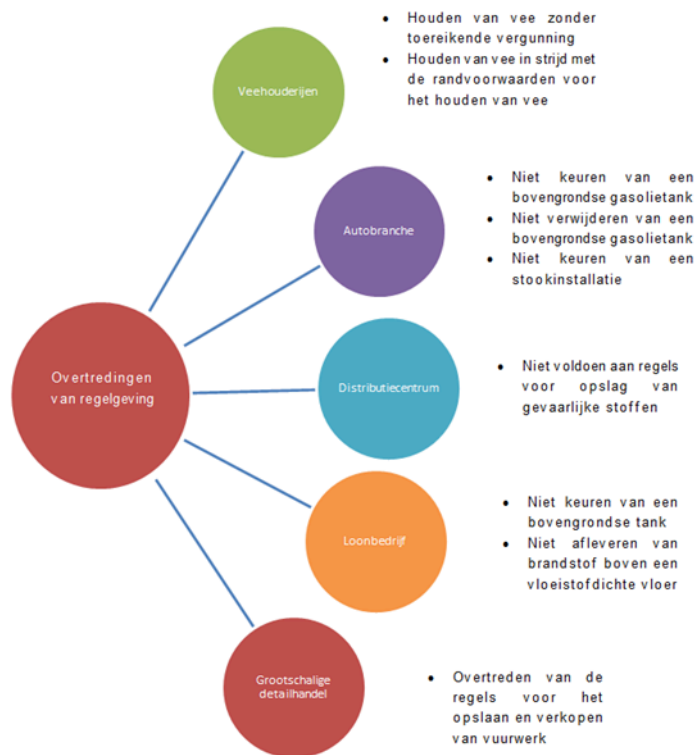 • Houden van vee zonder
toereikende vergunning
• Houden van vee in strijd met
de randvoorwaarden voor
het houden van vee
Veehouderijen
• Niet keuren van een
bovengrondse gasolietank
• Niet verwijderen van een
bovengrondse gasolietank
• Niet keuren van een
stookinstallatie
Autobranche
Overtredingen
van regelgeving
Distributiecentrum
• Niet voldoen aan regels
voor opslag van
gevaarlijke stoffen
Loonbedrijf
• Niet keuren van een
bovengrondse tank
• Niet afleveren van
brandstof boven een
vloeistofdichte vloer
Grootschalige
detailhandel
• Overtreden van de
regels voor het
opslaan en verkopen
van vuurwerk